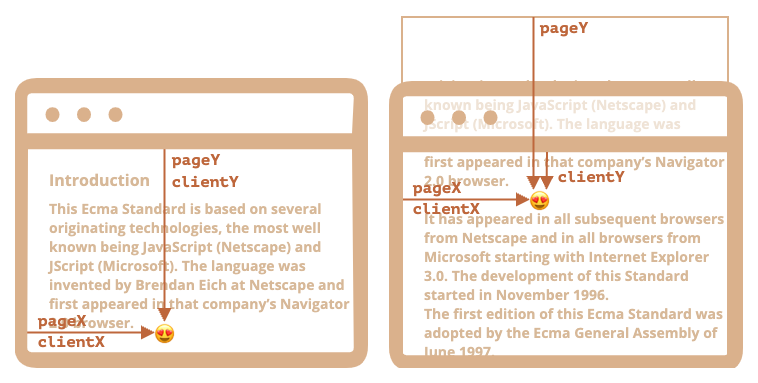 pageY
clientY
Introduction
This Ecma Standard is based on several
originating technologies, the most well
known being JavaScript (Netscape) and
JScript (Microsoft). The language was
invented by Brendan Eich at Netscape and
first appeared in that company's Navigator
browser.
pageX
clientX
pageY
known being JavaScript (Netscape) and
JScript (Microsoft). The language was
first appeared in that company's Navigator
2.0 browser.
clientY
pageX
clientX
It has appeared in all subsequent browsers
from Netscape and in all browsers from
Microsoft starting with Internet Explorer
3.0. The development of this Standard
started in November 1996.
The first edition of this Ecma Standard was
adopted by the Ecma General Assembly of
June 1997.